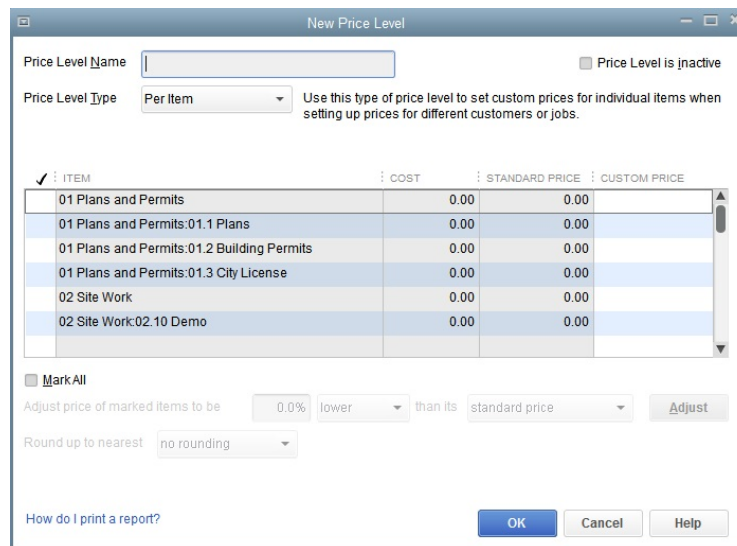 New Price Level
Price Level Name
Price Level is inactive
Price Level Type Per Item Use this type of price level to set custom prices for individual items when
setting up prices for different customers or jobs.
ITEM COST STANDARD PRICE CUSTOM PRICE
01 Plans and Permits 0.00 0.00
01 Plans and Permits:01.1 Plans 0.00 0.00
01 Plans and Permits:01.2 Building Permits 0.00 0.00
01 Plans and Permits:01.3 City License 0.00 0.00
02 Site Work 0.00 0.00
02 Site Work:02.10 Demo 0.00 0.00
Mark All
Adjust price of marked items to be 0.0% lower than its standard price Adjust
Round up to nearest no rounding
How do I print a report? OK Cancel Help